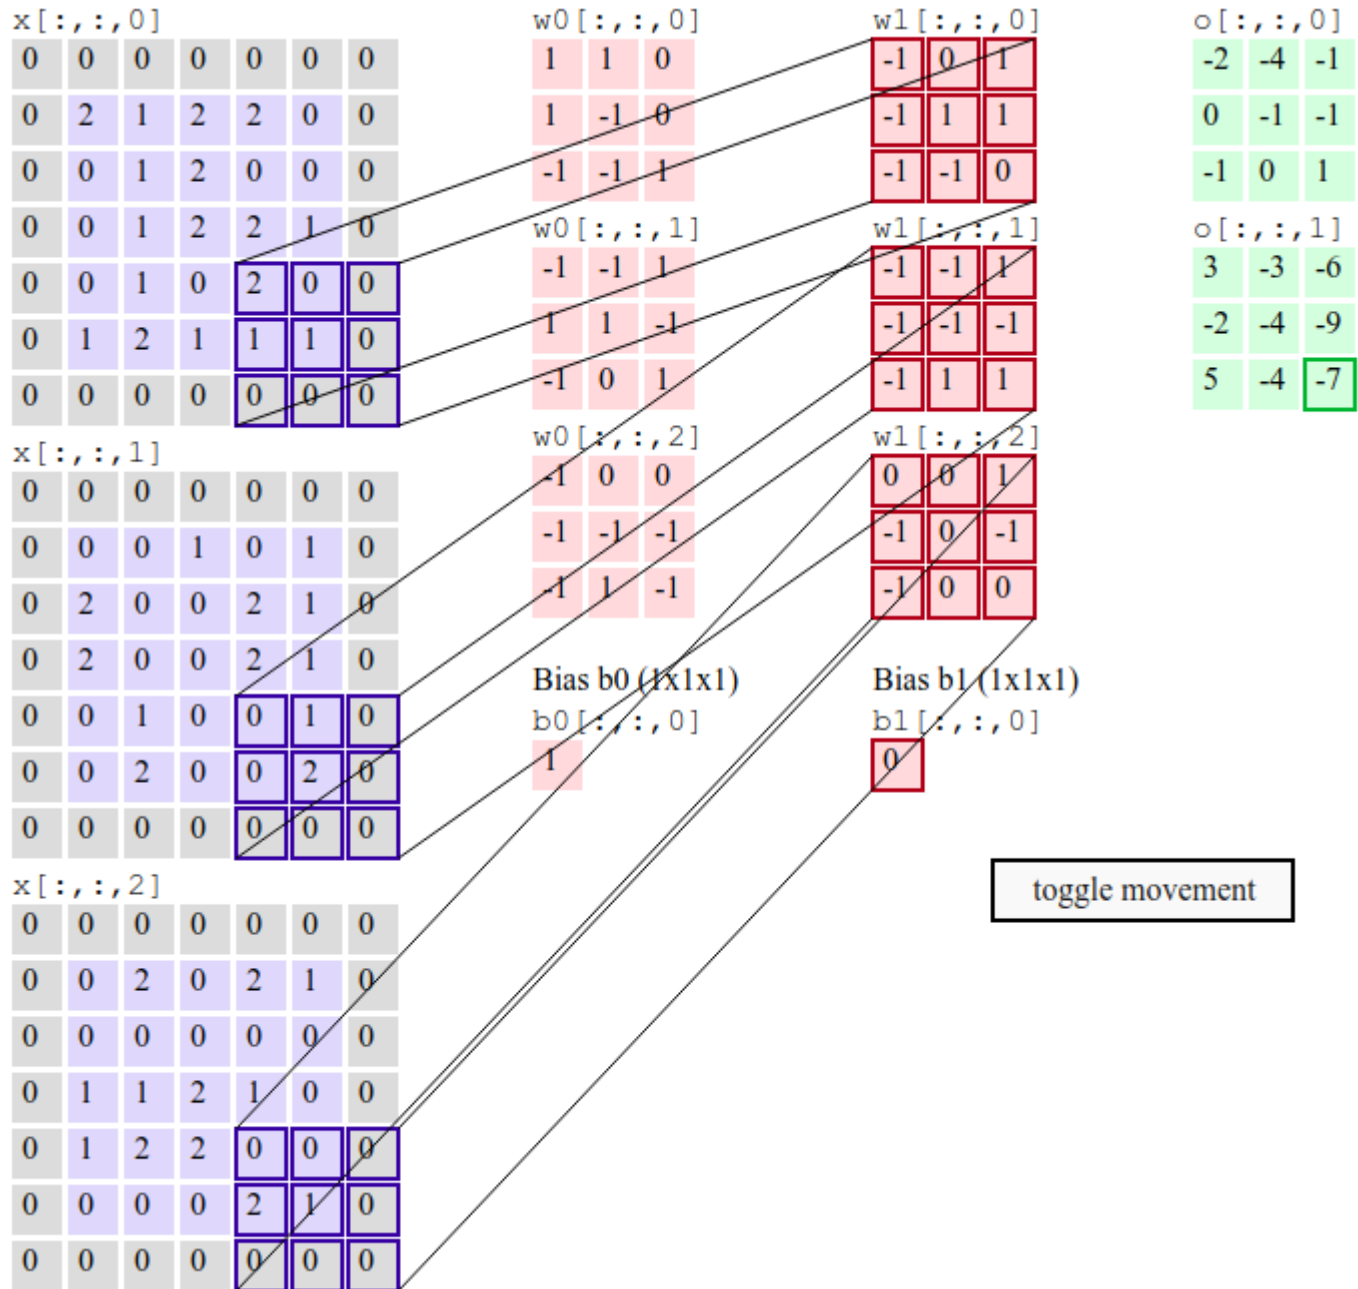 x[:,:,0]
0 0 0 0 0 0 0
0 2 1 2 2 0 0
0 0 1 2 0 0 0
0 0 1 2 2 1 0
0 0 1 0 2 0 0
0 1 2 1 1 1 0
0 0 0 0 0 0 0
x[:,:,1]
0 0 0 0 0 0 0
0 0 0 1 0 1 0
0 2 0 0 2 1 0
0 2 0 0 2 1 0
0 0 1 0 0 1 0
0 0 2 0 0 2 0
0 0 0 0 0 0 0
x[:,:,2]
0 0 0 0 0 0 0
0 0 2 0 2 1 0
0 0 0 0 0 0 0
0 1 1 2 1 0 0
0 1 2 2 0 0 0
0 0 0 0 2 1 0
0 0 0 0 0 0 0
w0[:,:,0]
1 1 0
1 -1 0
-1 -1 1
w0[:,:,1]
-1 -1 1
1 1 -1
-1 0 1
w0[:,:,2]
-1 0 0
-1 -1 -1
-1 1 -1
Bias b0 (1x1x1)
b0[:,:,0]
1
w1[:,:,0]
-1 0 1
-1 1 1
-1 -1 0
w1[:,:,1]
-1 -1 1
-1 -1 -1
-1 1 1
w1[:,:,2]
0 0 1
-1 0 -1
-1 0 0
Bias b1 (1x1x1)
b1[:,:,0]
0
o[:,:,0]
-2 -4 -1
0 -1 -1
-1 0 1
o[:,:,1]
3 -3 -6
-2 -4 -9
5 -4 -7
toggle movement